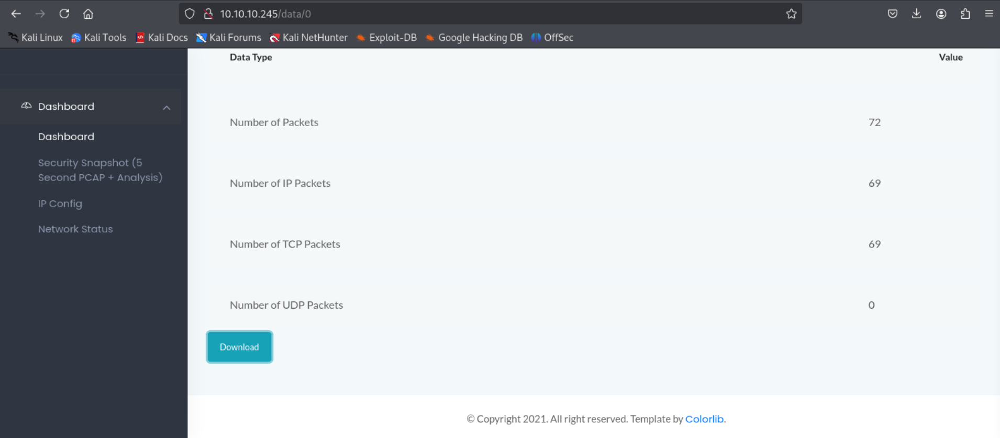 10.10.10.245/data/0
Kali Linux Kali Tools Kali Docs Kali Forums Kali NetHunter Exploit-DB Google Hacking DB OffSec
Data Type Value
Dashboard
Dashboard
Security Snapshot (5
Second PCAP + Analysis)
IP Config
Network Status
Number of Packets 72
Number of IP Packets 69
Number of TCP Packets 69
Number of UDP Packets 0
Download
© Copyright 2021. All right reserved. Template by Colorlib.